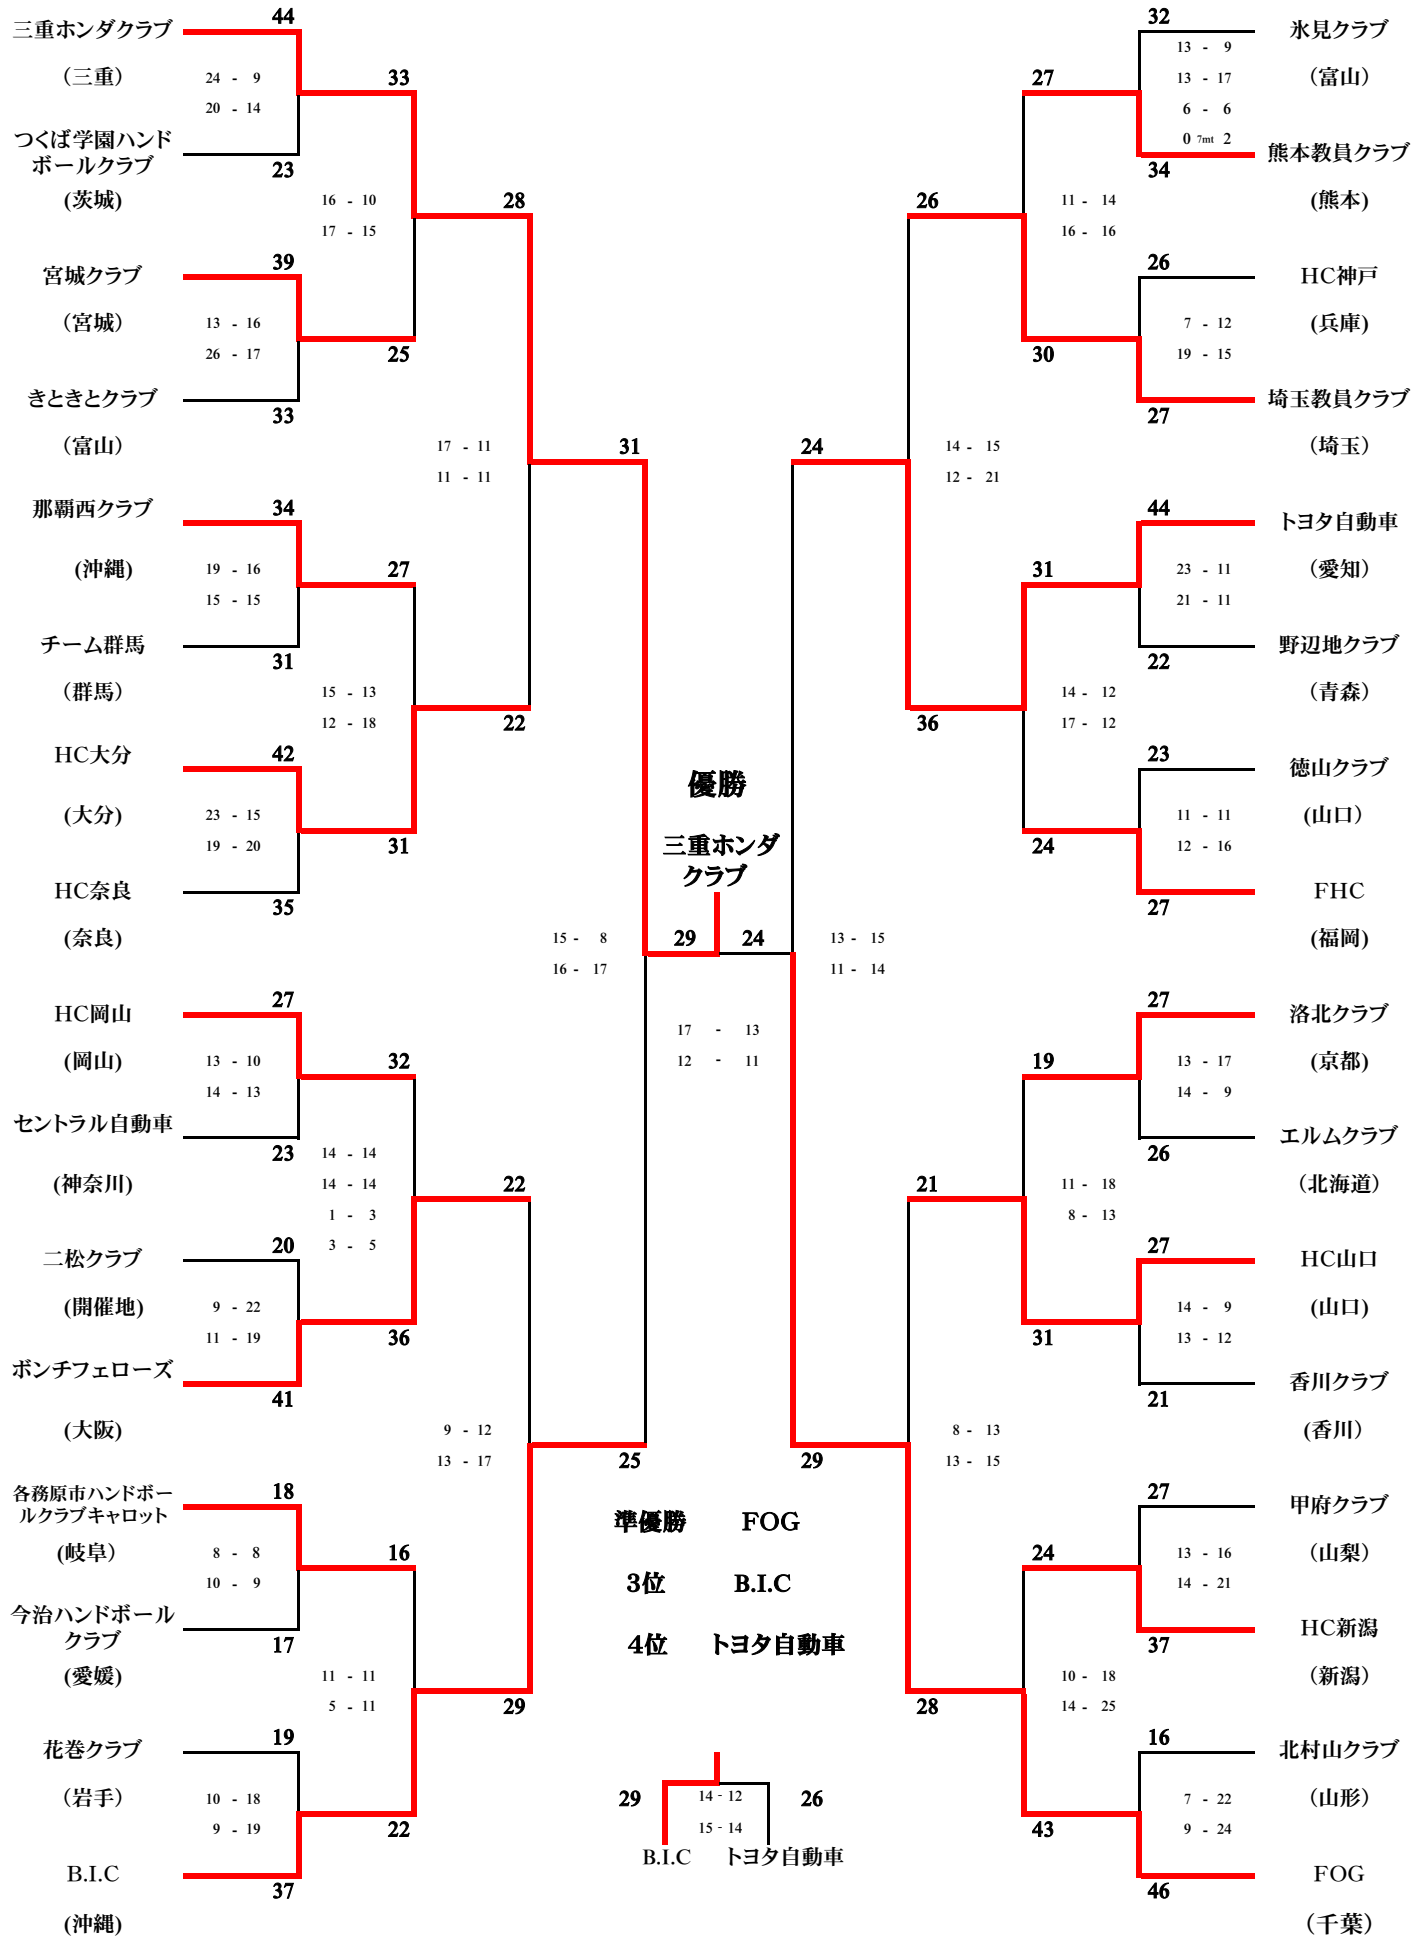 44
三重ホンダクラブ
（三重）
24 - 9
20 - 14
33
つくば学園ハンド
ボールクラブ
23
(茨城)
16 - 10
17 - 15
28
39
宮城クラブ
（宮城）
13 - 16
26 - 17
25
きときとクラブ
33
（富山）
17 - 11
11 - 11
31
34
那覇西クラブ
(沖縄)
19 - 16
15 - 15
27
チーム群馬
31
（群馬）
15 - 13
12 - 18
22
42
HC大分
(大分)
23 - 15
19 - 20
31
HC奈良
35
(奈良)
15 - 8
16 - 17
27
HC岡山
(岡山)
13 - 10
14 - 13
32
セントラル自動車
23
(神奈川)
14 - 14
14 - 14
1 - 3
3 - 5
22
20
二松クラブ
(開催地)
9 - 22
11 - 19
36
ボンチフェローズ
41
(大阪)
9 - 12
13 - 17
25
18
各務原市ハンドボー
ルクラブキャロット
(岐阜）
8 - 8
10 - 9
16
今治ハンドボール
クラブ
17
(愛媛)
11 - 11
5 - 11
29
19
花巻クラブ
（岩手）
10 - 18
9 - 19
22
B.I.C
37
(沖縄)
優勝
三重ホンダ
クラブ
29 24
17 - 13
12 - 11
準優勝 FOG
3位 B.I.C
4位 トヨタ自動車
29 14 - 12 26
15 - 14
B.I.C トヨタ自動車
32
氷見クラブ
（富山）
13 - 9
13 - 17
6 - 6
0 7mt 2
27
熊本教員クラブ
34
(熊本)
11 - 14
16 - 16
26
26
HC神戸
(兵庫)
7 - 12
19 - 15
30
埼玉教員クラブ
27
（埼玉）
14 - 15
12 - 21
24
44
トヨタ自動車
（愛知）
23 - 11
21 - 11
31
野辺地クラブ
22
（青森）
14 - 12
17 - 12
36
23
徳山クラブ
(山口）
11 - 11
12 - 16
24
FHC
27
(福岡)
13 - 15
11 - 14
27
洛北クラブ
(京都)
13 - 17
14 - 9
19
エルムクラブ
26
（北海道）
11 - 18
8 - 13
21
27
HC山口
(山口)
14 - 9
13 - 12
31
香川クラブ
21
(香川）
8 - 13
13 - 15
29
27
甲府クラブ
（山梨）
13 - 16
14 - 21
24
HC新潟
37
（新潟）
10 - 18
14 - 25
28
16
北村山クラブ
（山形）
7 - 22
9 - 24
43
FOG
46
（千葉）